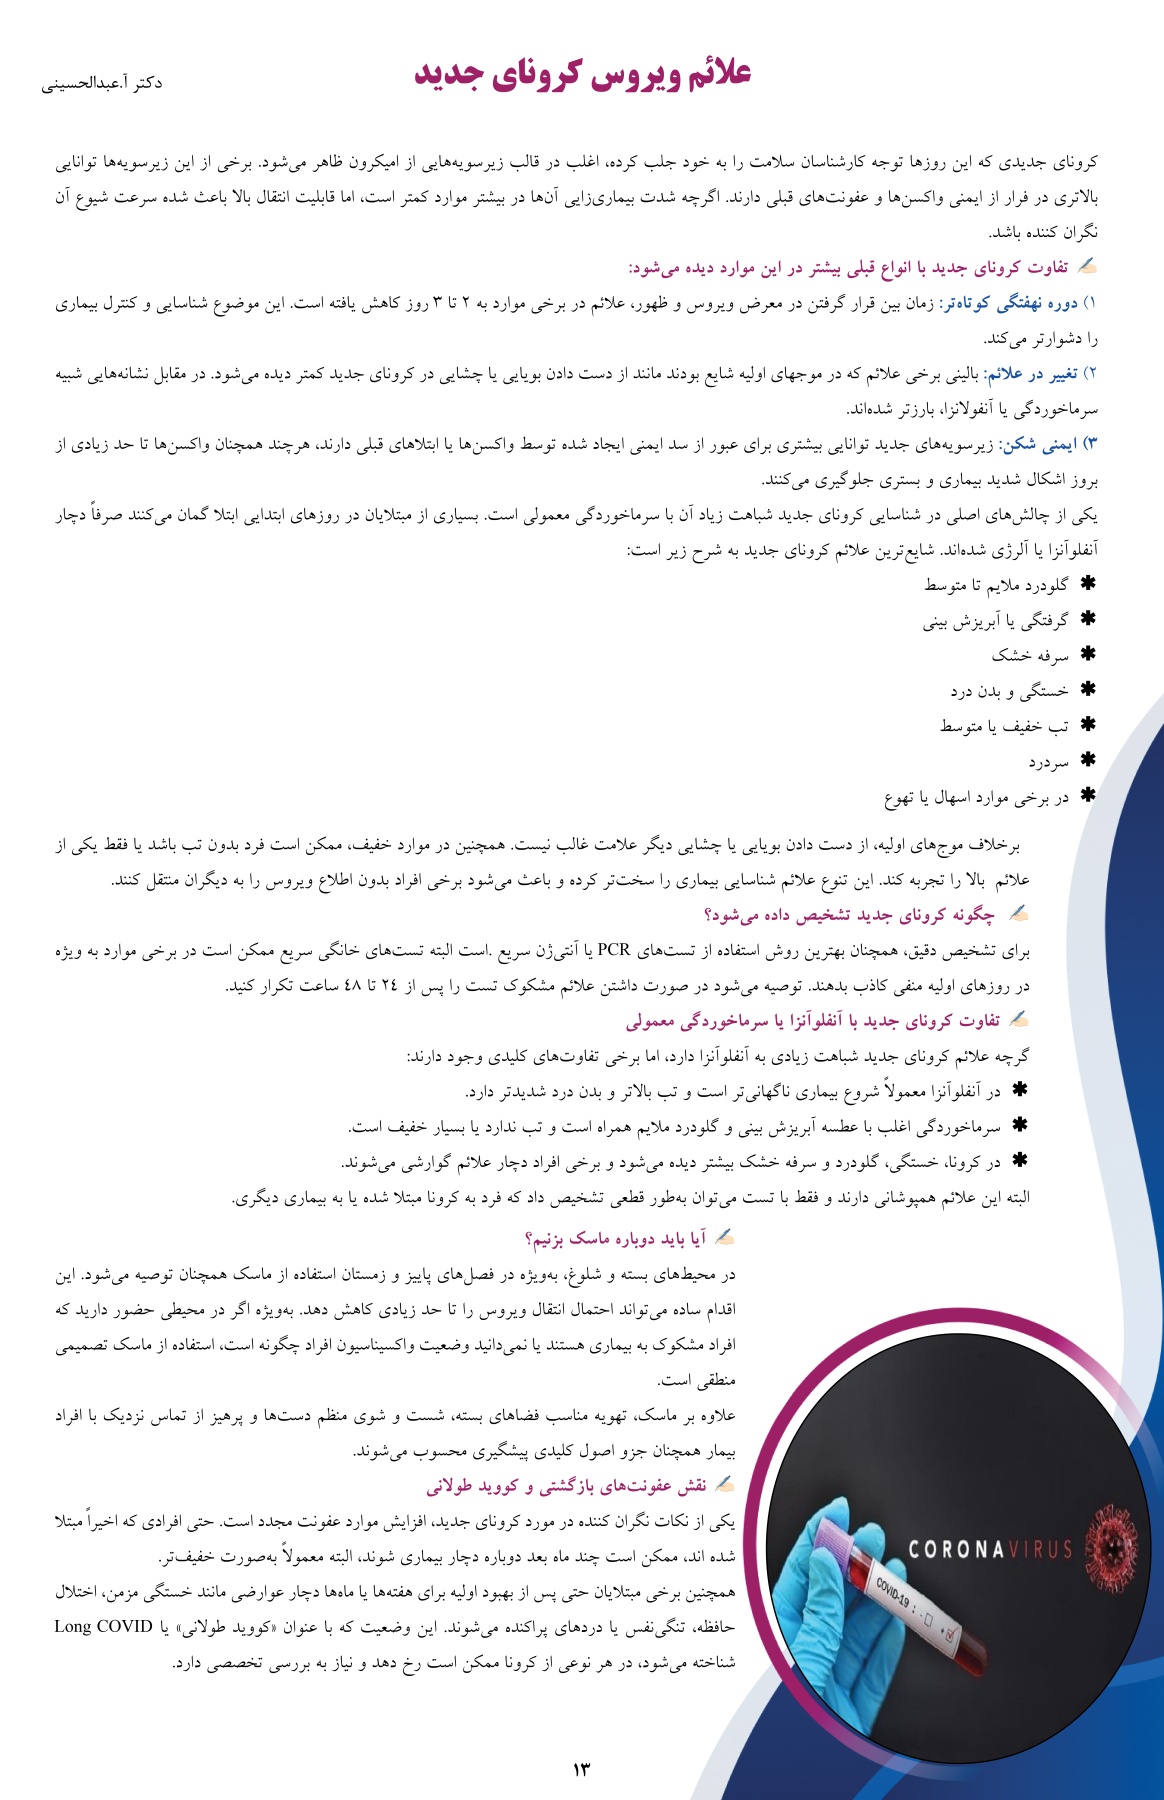 علائم ویروس کرونای جدید
دکتر آ.عبدالحسینی
کرونای جدیدی که این روزها توجه کارشناسان سلامت را به خود جلب کرده، اغلب در قالب زیرسویه‌هایی از امیکرون ظاهر می‌شود. برخی از این زیرسویه‌ها توانایی
بالاتری در فرار از ایمنی واکسن‌ها و عفونت‌های قبلی دارند. اگرچه شدت بیماری‌زایی آن‌ها در بیشتر موارد کمتر است، اما قابلیت انتقال بالا باعث شده سرعت شیوع آن
نگران کننده باشد.
✍ تفاوت کرونای جدید با انواع قبلی بیشتر در این موارد دیده می‌شود:
۱) دوره نهفتگی کوتاه‌تر: زمان بین قرار گرفتن در معرض ویروس و ظهور، علائم در برخی موارد به ۲ تا ۳ روز کاهش یافته است. این موضوع شناسایی و کنترل بیماری
را دشوارتر می‌کند.
۲) تغییر در علائم: بالینی برخی علائم که در موجهای اولیه شایع بودند مانند از دست دادن بویایی یا چشایی در کرونای جدید کمتر دیده می‌شود. در مقابل نشانه‌هایی شبیه
سرماخوردگی یا آنفولانزا، بارزتر شده‌اند.
۳) ایمنی شکن: زیرسویه‌های جدید توانایی بیشتری برای عبور از سد ایمنی ایجاد شده توسط واکسن‌ها یا ابتلاهای قبلی دارند، هرچند همچنان واکسن‌ها تا حد زیادی از
بروز اشکال شدید بیماری و بستری جلوگیری می‌کنند.
یکی از چالش‌های اصلی در شناسایی کرونای جدید شباهت زیاد آن با سرماخوردگی معمولی است. بسیاری از مبتلایان در روزهای ابتدایی ابتلا گمان می‌کنند صرفاً دچار
آنفلوآنزا یا آلرژی شده‌اند. شایع‌ترین علائم کرونای جدید به شرح زیر است:
✱ گلودرد ملایم تا متوسط
✱ گرفتگی یا آبریزش بینی
✱ سرفه خشک
✱ خستگی و بدن درد
✱ تب خفیف یا متوسط
✱ سردرد
✱ در برخی موارد اسهال یا تهوع
برخلاف موج‌های اولیه، از دست دادن بویایی یا چشایی دیگر علامت غالب نیست. همچنین در موارد خفیف، ممکن است فرد بدون تب باشد یا فقط یکی از
علائم بالا را تجربه کند. این تنوع علائم شناسایی بیماری را سخت‌تر کرده و باعث می‌شود برخی افراد بدون اطلاع ویروس را به دیگران منتقل کنند.
✍ چگونه کرونای جدید تشخیص داده می‌شود؟
برای تشخیص دقیق، همچنان بهترین روش استفاده از تست‌های PCR یا آنتی‌ژن سریع .است البته تست‌های خانگی سریع ممکن است در برخی موارد به ویژه
در روزهای اولیه منفی کاذب بدهند. توصیه می‌شود در صورت داشتن علائم مشکوک تست را پس از ۲٤ تا ٤۸ ساعت تکرار کنید.
✍ تفاوت کرونای جدید با آنفلوآنزا یا سرماخوردگی معمولی
گرچه علائم کرونای جدید شباهت زیادی به آنفلوآنزا دارد، اما برخی تفاوت‌های کلیدی وجود دارند:
✱ در آنفلوآنزا معمولاً شروع بیماری ناگهانی‌تر است و تب بالاتر و بدن درد شدیدتر دارد.
✱ سرماخوردگی اغلب با عطسه آبریزش بینی و گلودرد ملایم همراه است و تب ندارد یا بسیار خفیف است.
✱ در کرونا، خستگی، گلودرد و سرفه خشک بیشتر دیده می‌شود و برخی افراد دچار علائم گوارشی می‌شوند.
البته این علائم همپوشانی دارند و فقط با تست می‌توان به‌طور قطعی تشخیص داد که فرد به کرونا مبتلا شده یا به بیماری دیگری.
✍ آیا باید دوباره ماسک بزنیم؟
در محیط‌های بسته و شلوغ، به‌ویژه در فصل‌های پاییز و زمستان استفاده از ماسک همچنان توصیه می‌شود. این
اقدام ساده می‌تواند احتمال انتقال ویروس را تا حد زیادی کاهش دهد. به‌ویژه اگر در محیطی حضور دارید که
افراد مشکوک به بیماری هستند یا نمی‌دانید وضعیت واکسیناسیون افراد چگونه است، استفاده از ماسک تصمیمی
منطقی است.
علاوه بر ماسک، تهویه مناسب فضاهای بسته، شست و شوی منظم دست‌ها و پرهیز از تماس نزدیک با افراد
بیمار همچنان جزو اصول کلیدی پیشگیری محسوب می‌شوند.
✍ نقش عفونت‌های بازگشتی و کووید طولانی
یکی از نکات نگران کننده در مورد کرونای جدید، افزایش موارد عفونت مجدد است. حتی افرادی که اخیراً مبتلا
شده اند، ممکن است چند ماه بعد دوباره دچار بیماری شوند، البته معمولاً به‌صورت خفیف‌تر.
همچنین برخی مبتلایان حتی پس از بهبود اولیه برای هفته‌ها یا ماه‌ها دچار عوارضی مانند خستگی مزمن، اختلال
حافظه، تنگی‌نفس یا دردهای پراکنده می‌شوند. این وضعیت که با عنوان «کووید طولانی» یا Long COVID
شناخته می‌شود، در هر نوعی از کرونا ممکن است رخ دهد و نیاز به بررسی تخصصی دارد.
CORONAVIRUS
COVID-19 : - ☐
+ ☑
۱۳